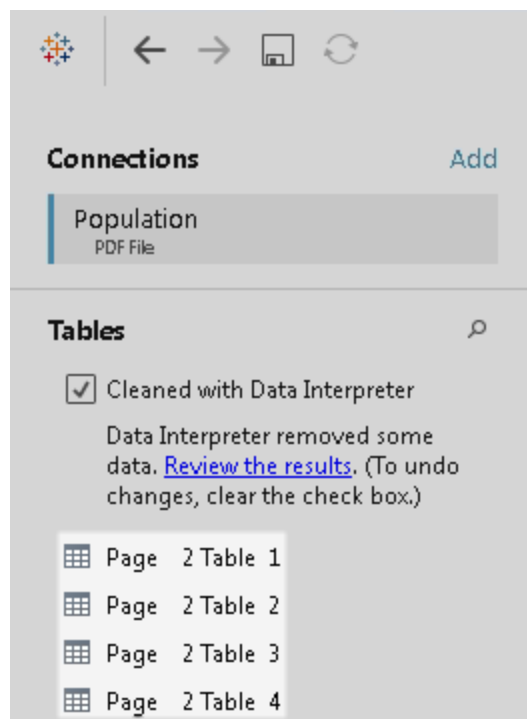 Connections Add
Population
PDF File
Tables
Cleaned with Data Interpreter
Data Interpreter removed some
data. Review the results. (To undo
changes, clear the check box.)
Page 2 Table 1
Page 2 Table 2
Page 2 Table 3
Page 2 Table 4